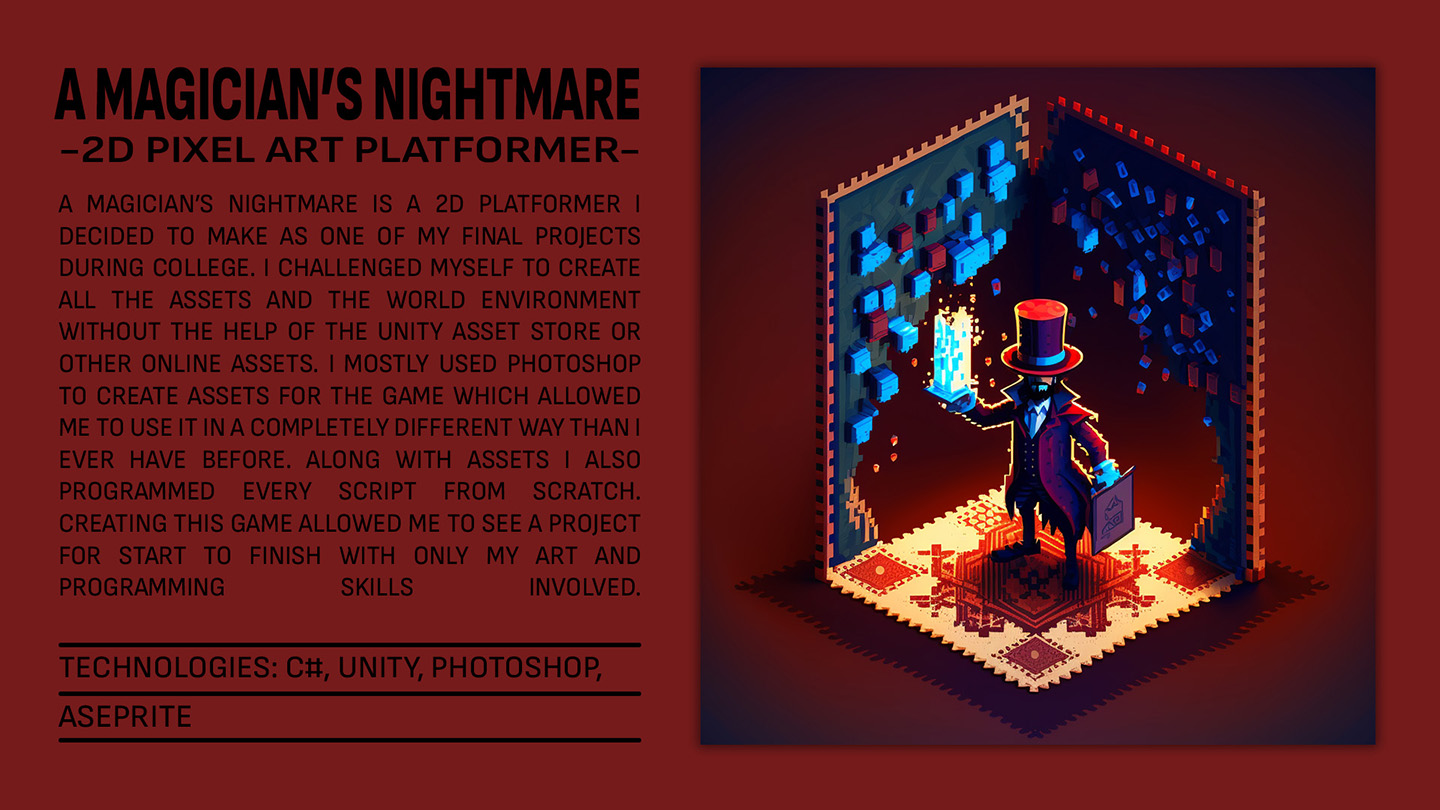 A MAGICIAN'S NIGHTMARE
-2D PIXEL ART PLATFORMER-
A MAGICIAN'S NIGHTMARE IS A 2D PLATFORMER I
DECIDED TO MAKE AS ONE OF MY FINAL PROJECTS
DURING COLLEGE. I CHALLENGED MYSELF TO CREATE
ALL THE ASSETS AND THE WORLD ENVIRONMENT
WITHOUT THE HELP OF THE UNITY ASSET STORE OR
OTHER ONLINE ASSETS. I MOSTLY USED PHOTOSHOP
TO CREATE ASSETS FOR THE GAME WHICH ALLOWED
ME TO USE IT IN A COMPLETELY DIFFERENT WAY THAN I
EVER HAVE BEFORE. ALONG WITH ASSETS I ALSO
PROGRAMMED EVERY SCRIPT FROM SCRATCH.
CREATING THIS GAME ALLOWED ME TO SEE A PROJECT
FOR START TO FINISH WITH ONLY MY ART AND
PROGRAMMING SKILLS INVOLVED.
TECHNOLOGIES: C#, UNITY, PHOTOSHOP,
ASEPRITE